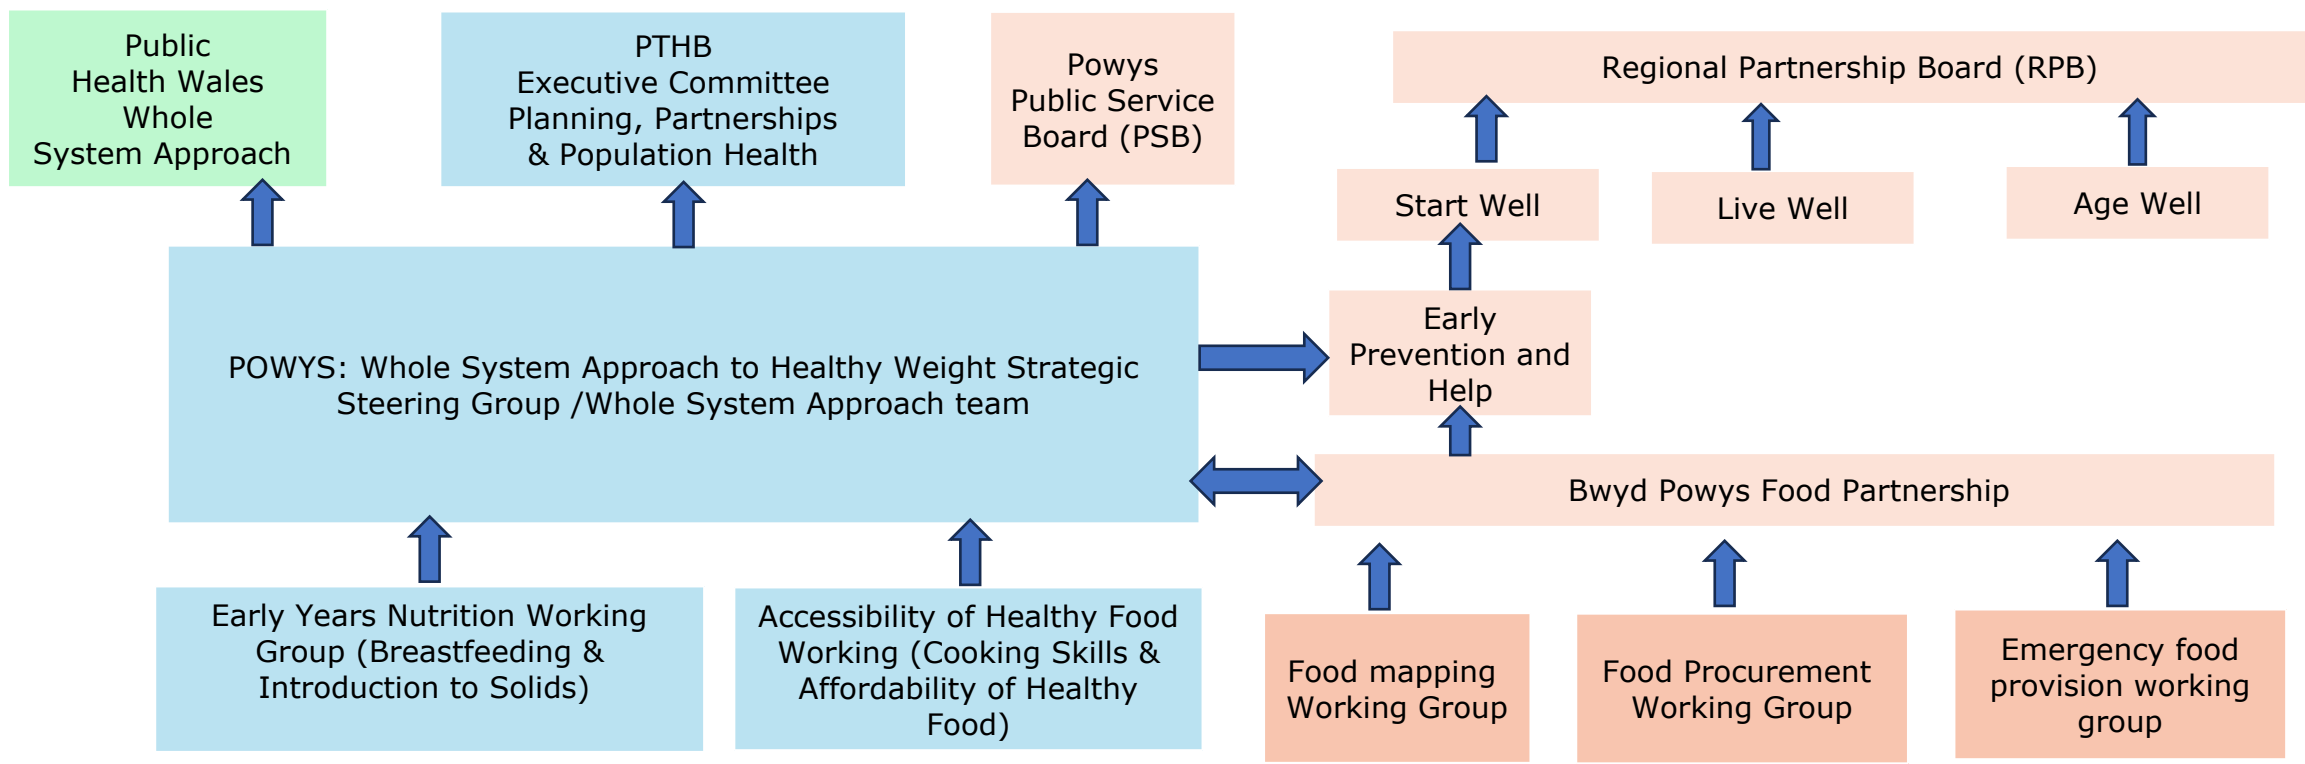 Public
Health Wales
Whole
System Approach
PTHB
Executive Committee
Planning, Partnerships
& Population Health
Powys
Public Service
Board (PSB)
Regional Partnership Board (RPB)
Start Well
Live Well
Age Well
POWYS: Whole System Approach to Healthy Weight Strategic
Steering Group /Whole System Approach team
Early
Prevention and
Help
Bwyd Powys Food Partnership
Early Years Nutrition Working
Group (Breastfeeding &
Introduction to Solids)
Accessibility of Healthy Food
Working (Cooking Skills &
Affordability of Healthy
Food)
Food mapping
Working Group
Food Procurement
Working Group
Emergency food
provision working
group